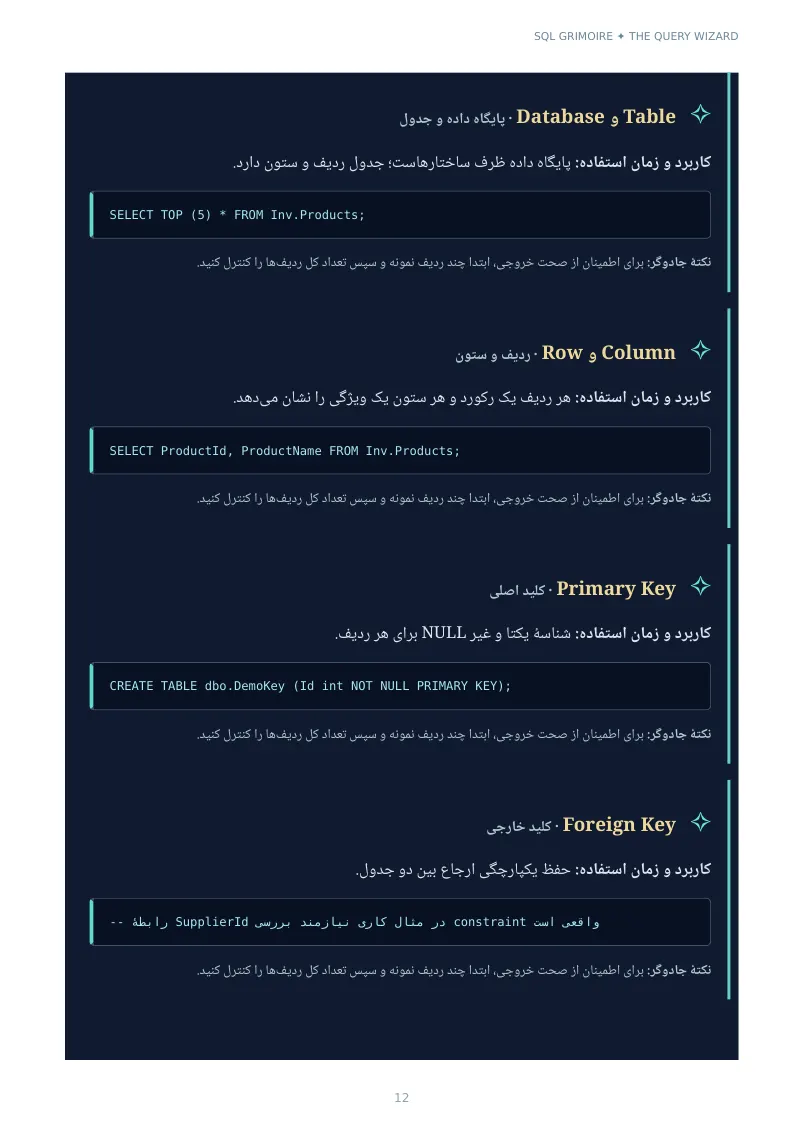 SQL GRIMOIRE ✦ THE QUERY WIZARD
✧ Table و Database · پایگاه داده و جدول
کاربرد و زمان استفاده: پایگاه داده ظرف ساختارهاست؛ جدول ردیف و ستون دارد.
SELECT TOP (5) * FROM Inv.Products;
نکتهٔ جادوگر: برای اطمینان از صحت خروجی، ابتدا چند ردیف نمونه و سپس تعداد کل ردیف‌ها را کنترل کنید.
✧ Column و Row · ردیف و ستون
کاربرد و زمان استفاده: هر ردیف یک رکورد و هر ستون یک ویژگی را نشان می‌دهد.
SELECT ProductId, ProductName FROM Inv.Products;
نکتهٔ جادوگر: برای اطمینان از صحت خروجی، ابتدا چند ردیف نمونه و سپس تعداد کل ردیف‌ها را کنترل کنید.
✧ Primary Key · کلید اصلی
کاربرد و زمان استفاده: شناسهٔ یکتا و غیر NULL برای هر ردیف.
CREATE TABLE dbo.DemoKey (Id int NOT NULL PRIMARY KEY);
نکتهٔ جادوگر: برای اطمینان از صحت خروجی، ابتدا چند ردیف نمونه و سپس تعداد کل ردیف‌ها را کنترل کنید.
✧ Foreign Key · کلید خارجی
کاربرد و زمان استفاده: حفظ یکپارچگی ارجاع بین دو جدول.
-- رابطهٔ SupplierId در مثال کاری نیازمند بررسی constraint واقعی است
نکتهٔ جادوگر: برای اطمینان از صحت خروجی، ابتدا چند ردیف نمونه و سپس تعداد کل ردیف‌ها را کنترل کنید.
12